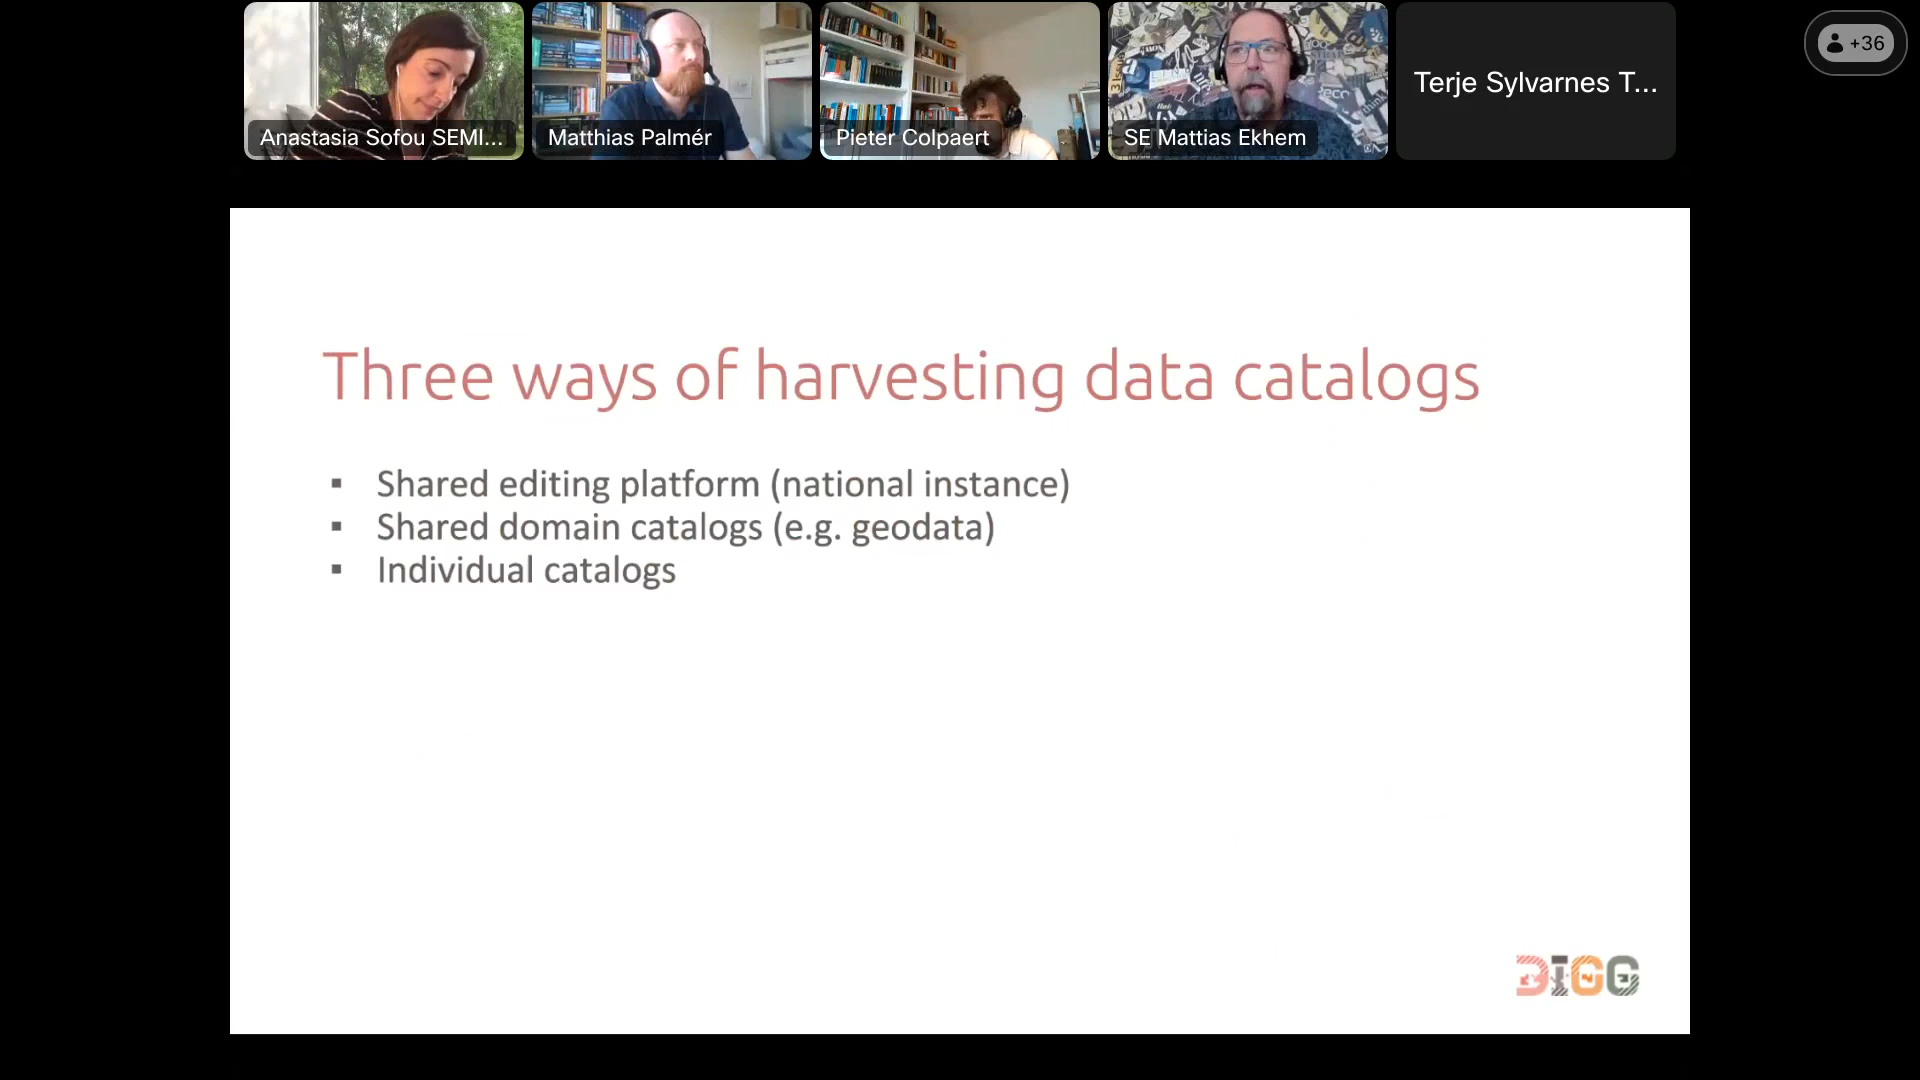 Anastasia Sofou SEMI...
Matthias Palmér
Pieter Colpaert
SE Mattias Ekhem
Terje Sylvarnes T...
+36
Three ways of harvesting data catalogs
▪ Shared editing platform (national instance)
▪ Shared domain catalogs (e.g. geodata)
▪ Individual catalogs
DIGG